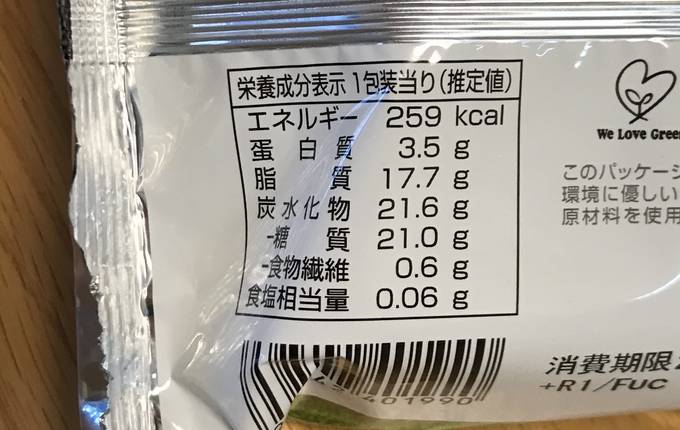 栄養成分表示 1包装当り(推定値)
エネルギー 259 kcal
蛋白質 3.5 g
脂質 17.7 g
炭水化物 21.6 g
-糖質 21.0 g
-食物繊維 0.6 g
食塩相当量 0.06 g
We Love Gree
このパッケージ
環境に優しい
原材料を使用
消費期限
+R1/FUC
401990